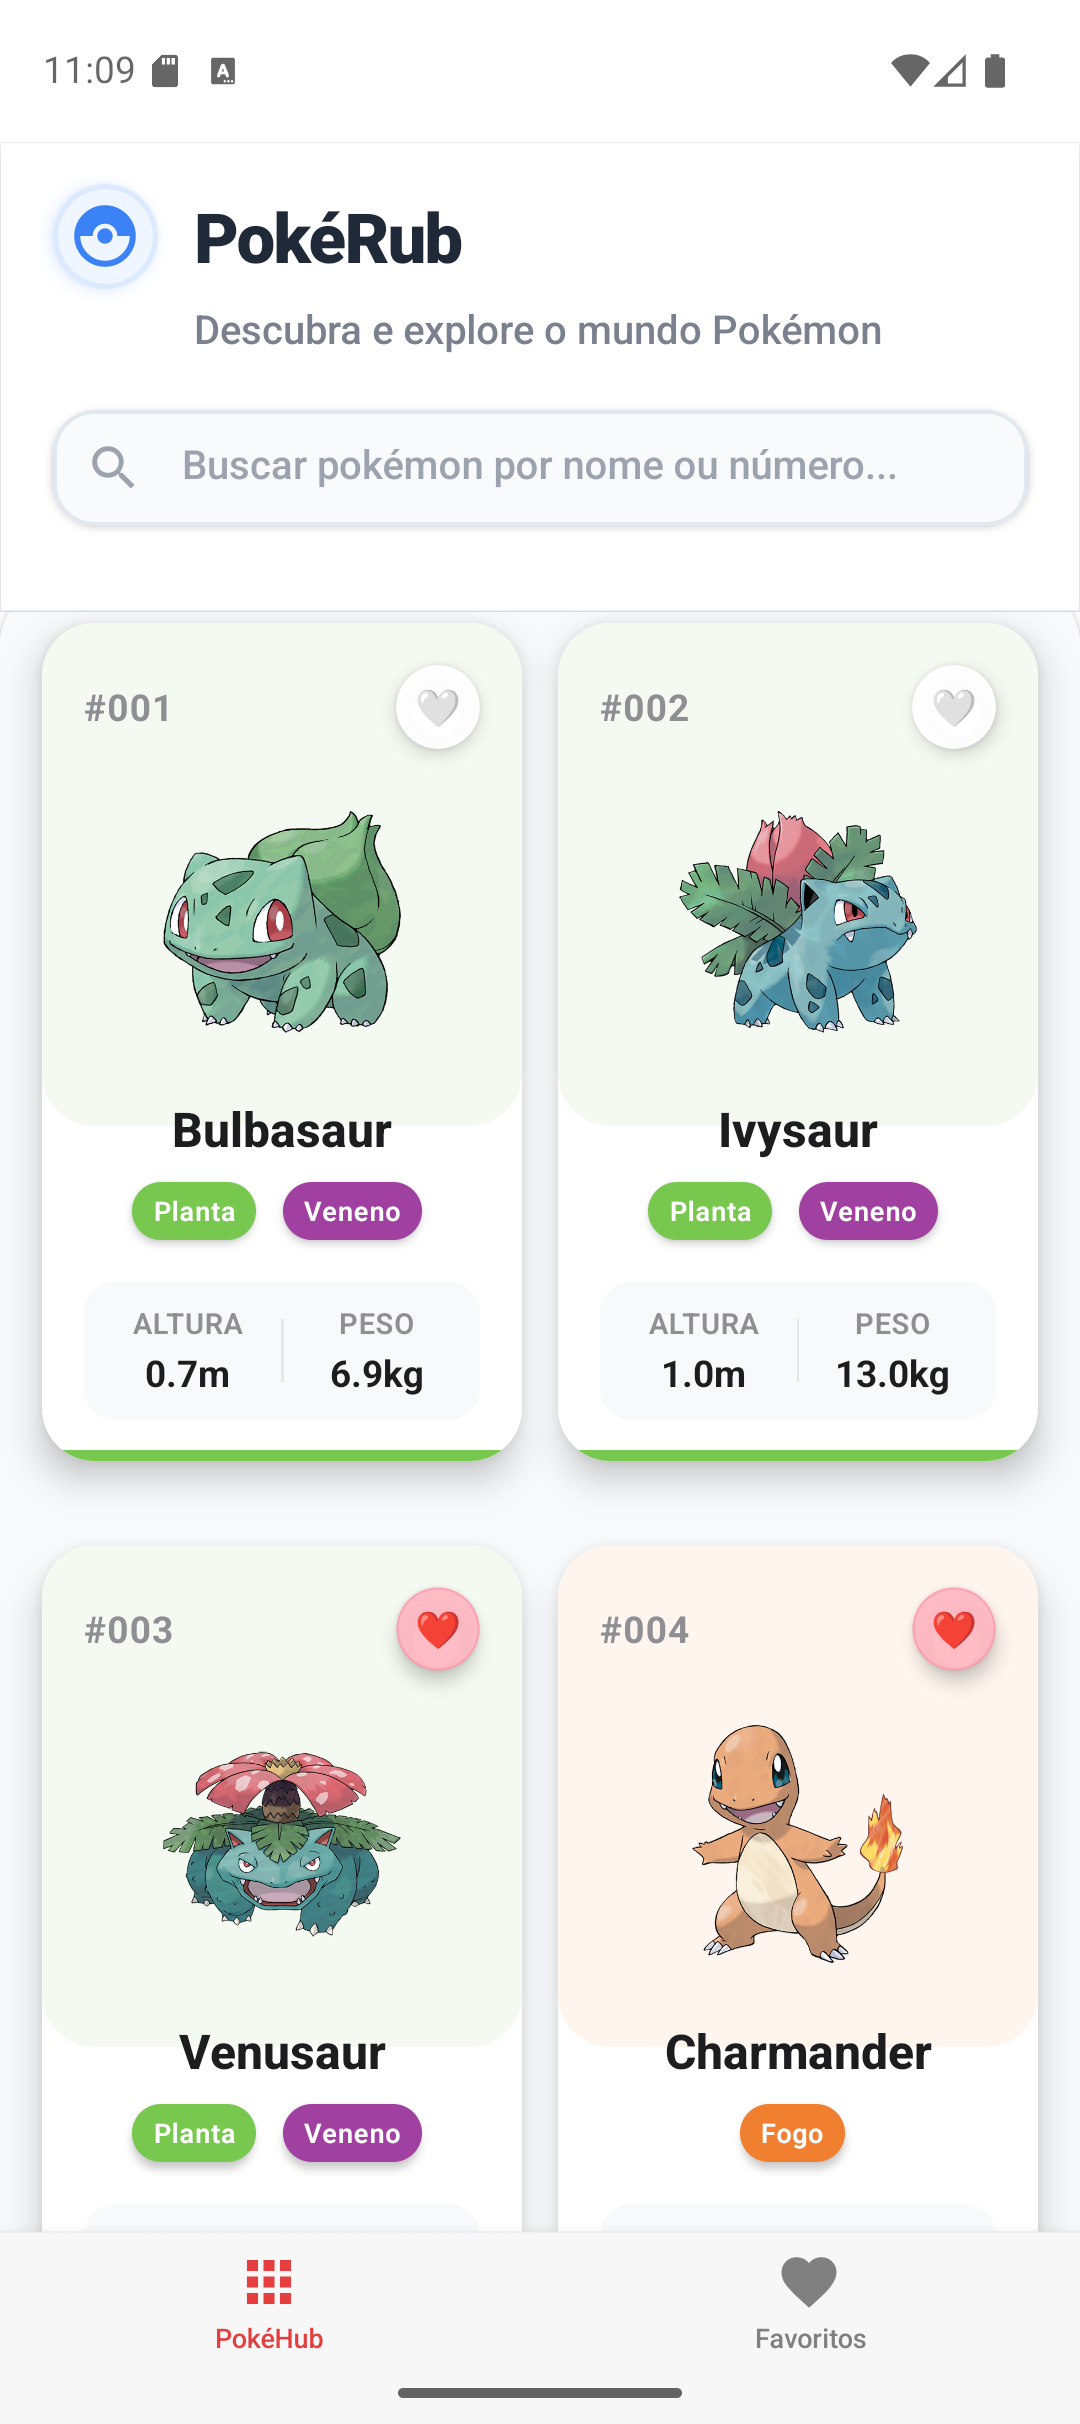 11:09
PokéRub
Descubra e explore o mundo Pokémon
Buscar pokémon por nome ou número...
#001
Bulbasaur
Planta Veneno
ALTURA PESO
0.7m 6.9kg
#002
Ivysaur
Planta Veneno
ALTURA PESO
1.0m 13.0kg
#003
Venusaur
Planta Veneno
#004
Charmander
Fogo
PokéHub
Favoritos